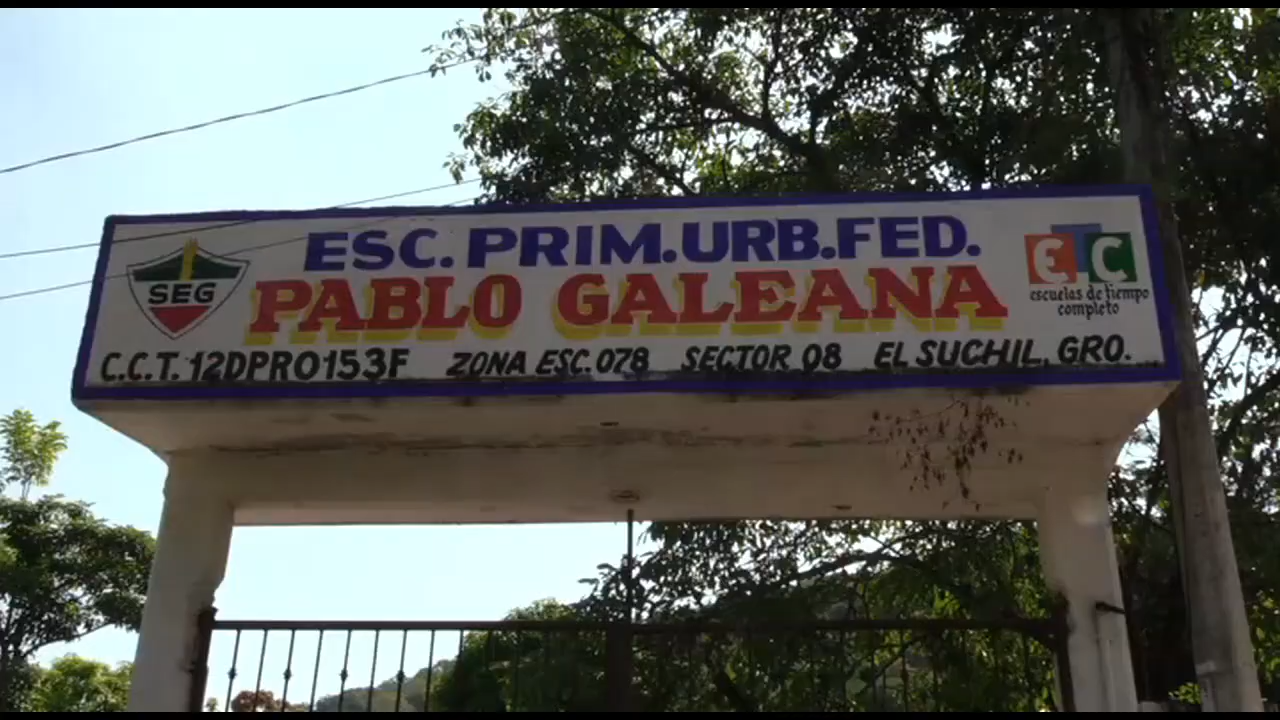 ESC. PRIM. URB. FED.
PABLO GALEANA
C.C.T. 12DPRO153F ZONA ESC. 078 SECTOR 08 EL SUCHIL, GRO.
SEG
ETC
escuelas de tiempo
completo